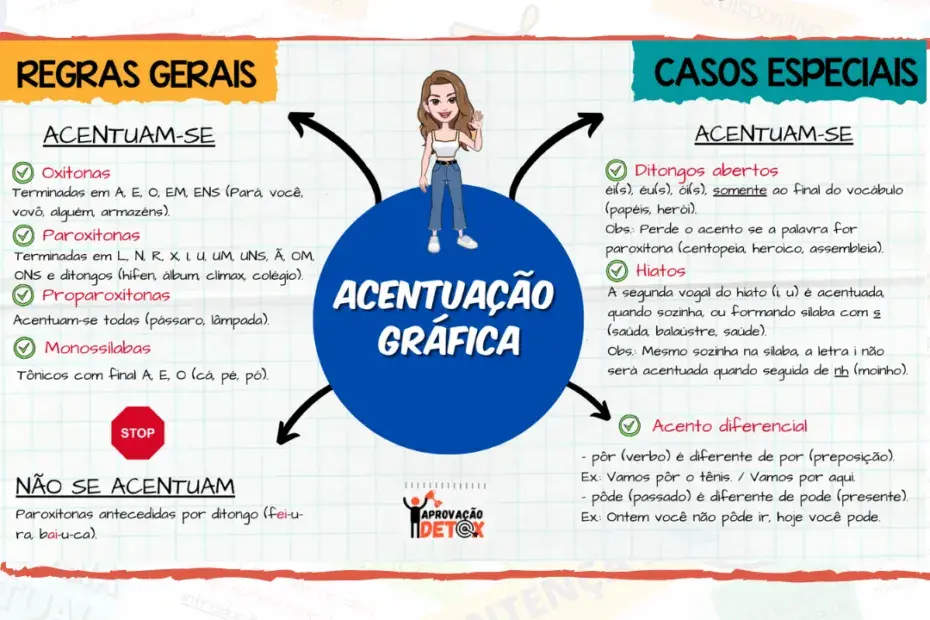 REGRAS GERAIS
ACENTUAM-SE
Oxítonas
Terminadas em A, E, O, EM, ENS (Pará, você,
vovô, alguém, armazéns).
Paroxítonas
Terminadas em L, N, R, X, I, U, UM, UNS, Ã, OM,
ONS e ditongos (hífen, álbum, clímax, colégio).
Proparoxítonas
Acentuam-se todas (pássaro, lâmpada).
Monossílabas
Tônicos com final A, E, O (cá, pé, pó).
STOP
NÃO SE ACENTUAM
Paroxítonas antecedidas por ditongo (fei-u-
ra, bai-u-ca).
ACENTUAÇÃO
GRÁFICA
APROVAÇÃO
DETOX
CASOS ESPECIAIS
ACENTUAM-SE
Ditongos abertos
éi(s), éu(s), ói(s), somente ao final do vocábulo
(papéis, herói).
Obs.: Perde o acento se a palavra for
paroxítona (centopeia, heroico, assembleia).
Hiatos
A segunda vogal do hiato (i, u) é acentuada,
quando sozinha, ou formando sílaba com s
(saúda, balaústre, saúde).
Obs.: Mesmo sozinha na sílaba, a letra i não
será acentuada quando seguida de nh (moinho).
Acento diferencial
- pôr (verbo) é diferente de por (preposição).
Ex.: Vamos pôr o tênis. / Vamos por aqui.
- pôde (passado) é diferente de pode (presente).
Ex.: Ontem você não pôde ir, hoje você pode.